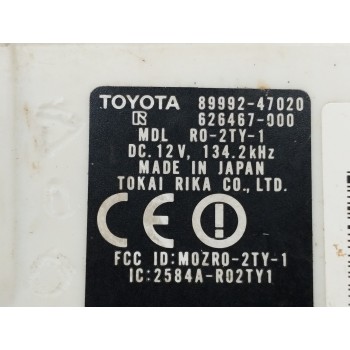 TOYOTA 89992-47020
R 626467-000
MDL RO-2TY-1
DC.12V, 134.2kHz
MADE IN JAPAN
TOKAI RIKA CO., LTD.
CE
FCC ID:MOZRO-2TY-1
IC:2584A-RO2TY1